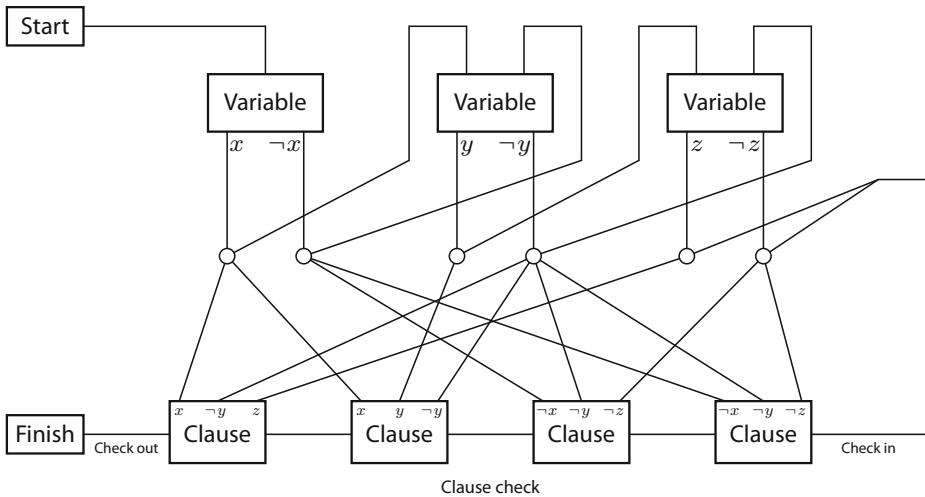 Start
Variable Variable Variable
x ¬x y ¬y z ¬z
x ¬y z x y ¬y ¬x ¬y ¬z ¬x ¬y ¬z
Finish Clause Clause Clause Clause
Check out Check in
Clause check